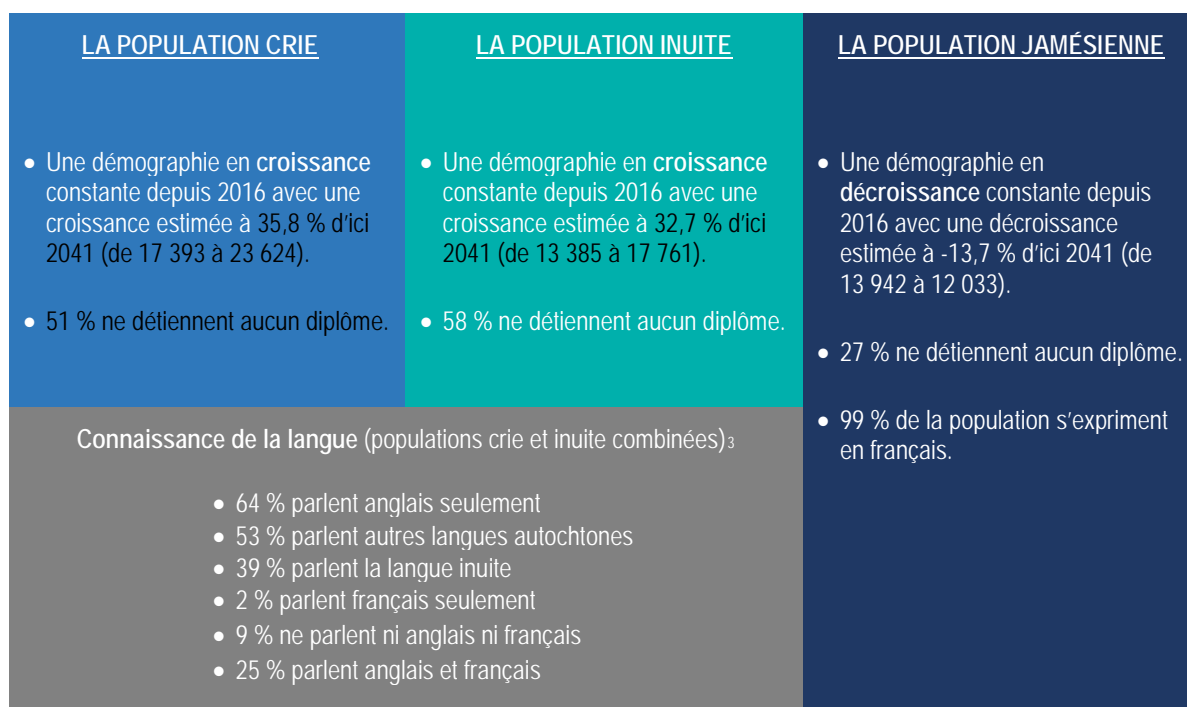 LA POPULATION CRIE
• Une démographie en croissance
constante depuis 2016 avec une
croissance estimée à 35,8 % d’ici
2041 (de 17 393 à 23 624).
• 51 % ne détiennent aucun diplôme.
LA POPULATION INUITE
• Une démographie en croissance
constante depuis 2016 avec une
croissance estimée à 32,7 % d’ici
2041 (de 13 385 à 17 761).
• 58 % ne détiennent aucun diplôme.
LA POPULATION JAMÉSIENNE
• Une démographie en
décroissance constante depuis
2016 avec une décroissance
estimée à -13,7 % d’ici 2041 (de
13 942 à 12 033).
• 27 % ne détiennent aucun diplôme.
• 99 % de la population s’expriment
en français.
Connaissance de la langue (populations crie et inuite combinées)3
• 64 % parlent anglais seulement
• 53 % parlent autres langues autochtones
• 39 % parlent la langue inuite
• 2 % parlent français seulement
• 9 % ne parlent ni anglais ni français
• 25 % parlent anglais et français